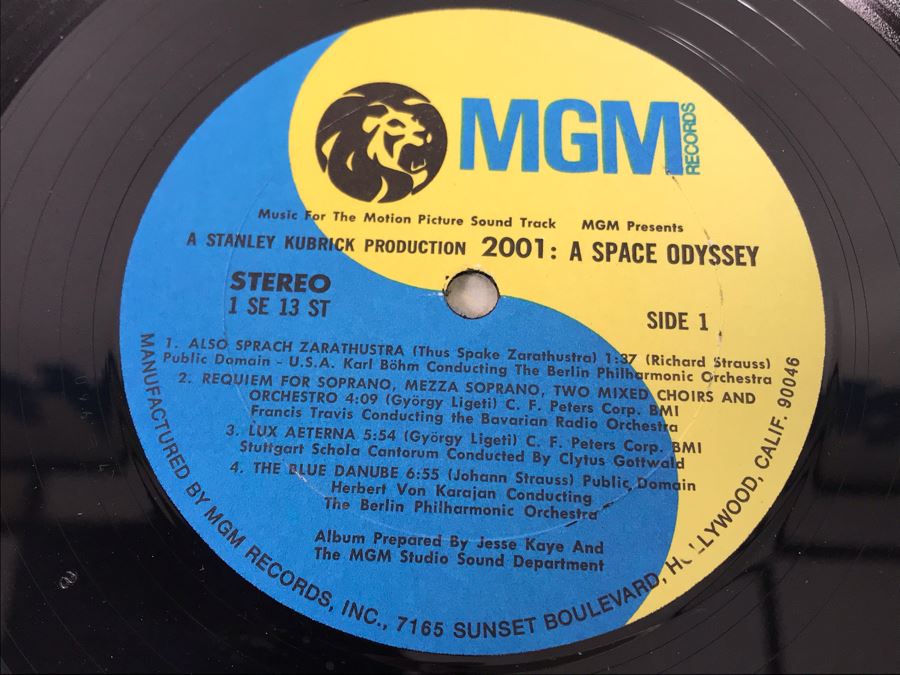 MGM RECORDS
Music For The Motion Picture Sound Track MGM Presents
A STANLEY KUBRICK PRODUCTION 2001: A SPACE ODYSSEY
STEREO
1 SE 13 ST
SIDE 1
1. ALSO SPRACH ZARATHUSTRA (Thus Spake Zarathustra) 1:37 (Richard Strauss)
Public Domain - U.S.A. Karl Böhm Conducting The Berlin Philharmonic Orchestra
2. REQUIEM FOR SOPRANO, MEZZA SOPRANO, TWO MIXED CHOIRS AND
ORCHESTRO 4:09 (György Ligeti) C. F. Peters Corp. BMI
Francis Travis Conducting the Bavarian Radio Orchestra
3. LUX AETERNA 5:54 (György Ligeti) C. F. Peters Corp. BMI
Stuttgart Schola Cantorum Conducted By Clytus Gottwald
4. THE BLUE DANUBE 6:55 (Johann Strauss) Public Domain
Herbert Von Karajan Conducting
The Berlin Philharmonic Orchestra
Album Prepared By Jesse Kaye And
The MGM Studio Sound Department
MANUFACTURED BY MGM RECORDS, INC., 7165 SUNSET BOULEVARD, HOLLYWOOD, CALIF. 90046